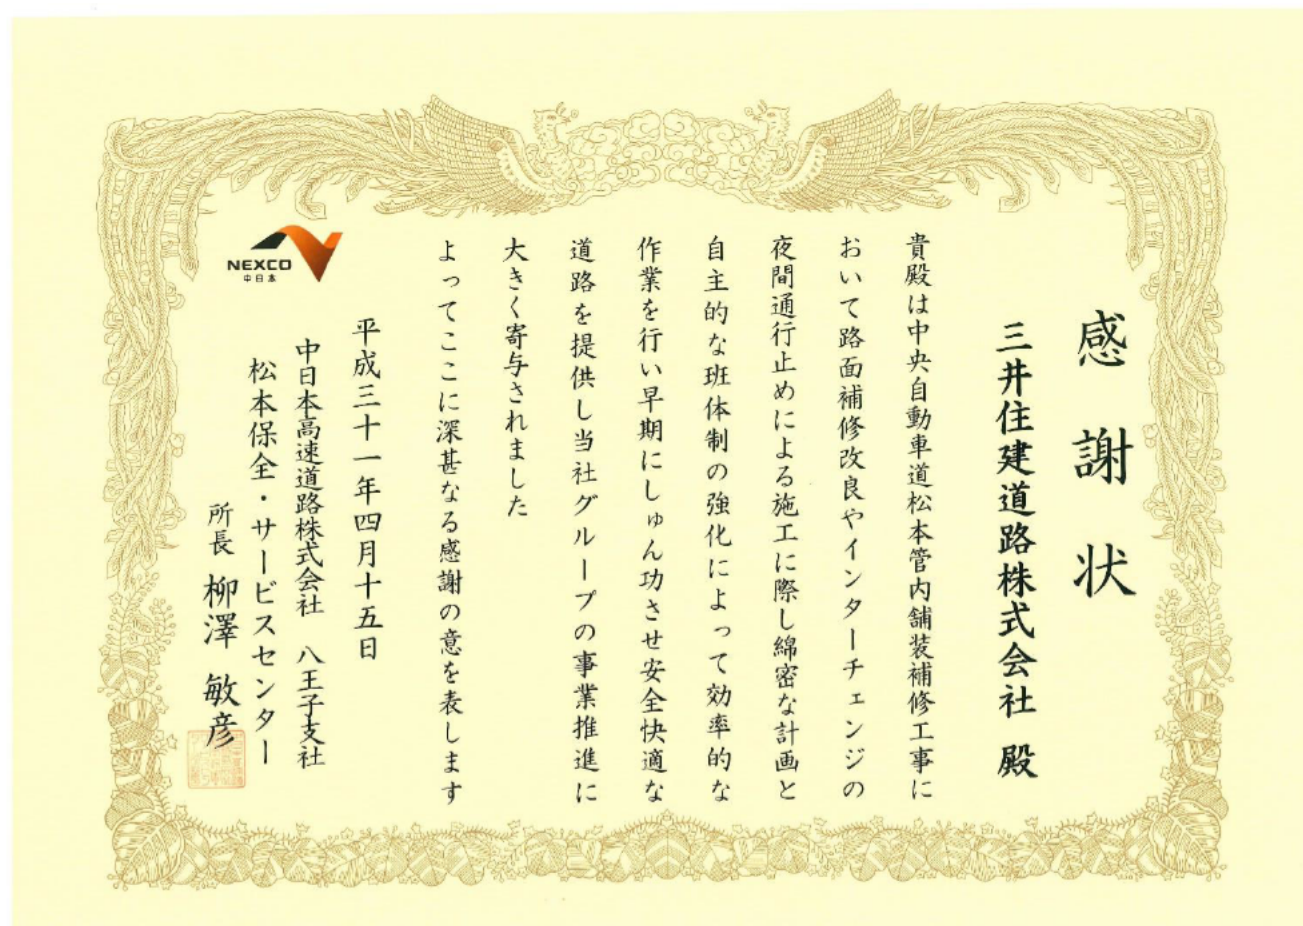 感謝状
三井住建道路株式会社 殿
貴殿は中央自動車道松本管内舗装補修工事に
おいて路面補修改良やインターチェンジの
夜間通行止めによる施工に際し綿密な計画と
自主的な班体制の強化によって効率的な
作業を行い早期にしゅん功させ安全快適な
道路を提供し当社グループの事業推進に
大きく寄与されました
よってここに深甚なる感謝の意を表します
平成三十一年四月十五日
中日本高速道路株式会社 八王子支社
松本保全・サービスセンター
所長 柳澤 敏彦
NEXCO
中日本